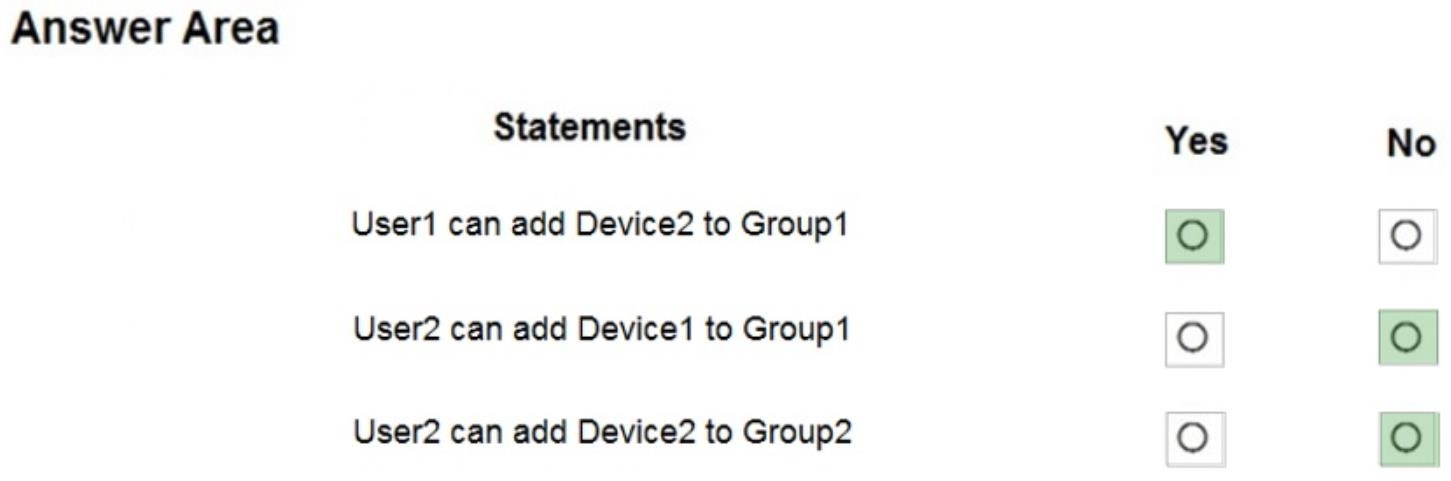 Answer Area
Statements Yes No
User1 can add Device2 to Group1
User2 can add Device1 to Group1
User2 can add Device2 to Group2